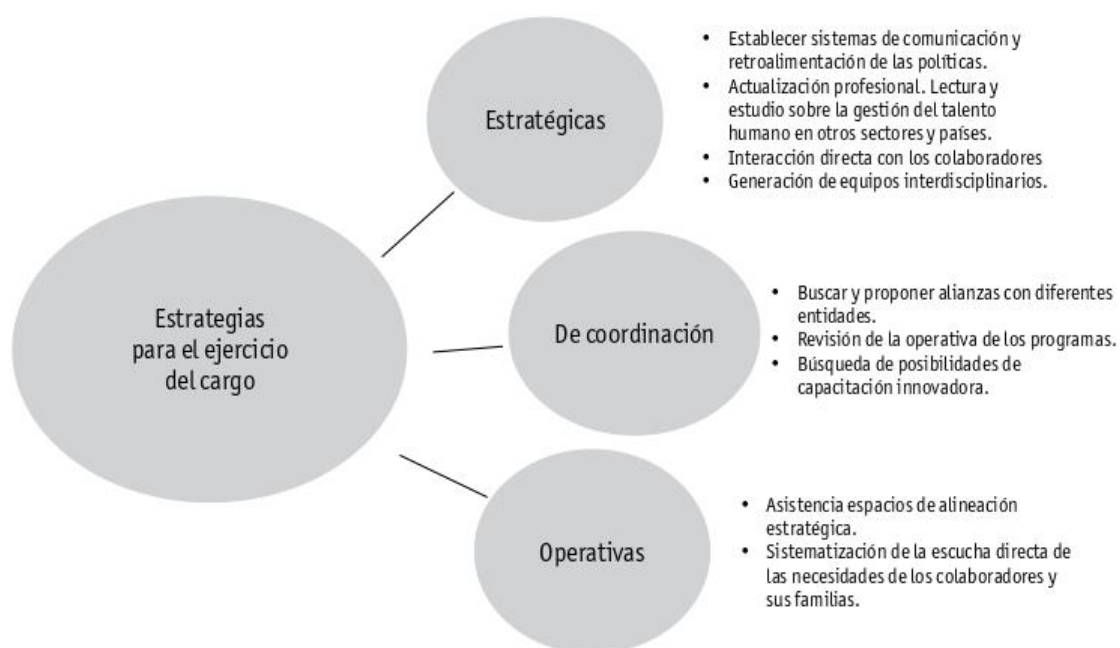 Estrategias
para el ejercicio
del cargo
Estratégicas
• Establecer sistemas de comunicación y
retroalimentación de las políticas.
• Actualización profesional. Lectura y
estudio sobre la gestión del talento
humano en otros sectores y países.
• Interacción directa con los colaboradores
• Generación de equipos interdisciplinarios.
De coordinación
• Buscar y proponer alianzas con diferentes
entidades.
• Revisión de la operativa de los programas.
• Búsqueda de posibilidades de
capacitación innovadora.
Operativas
• Asistencia espacios de alineación
estratégica.
• Sistematización de la escucha directa de
las necesidades de los colaboradores y
sus familias.